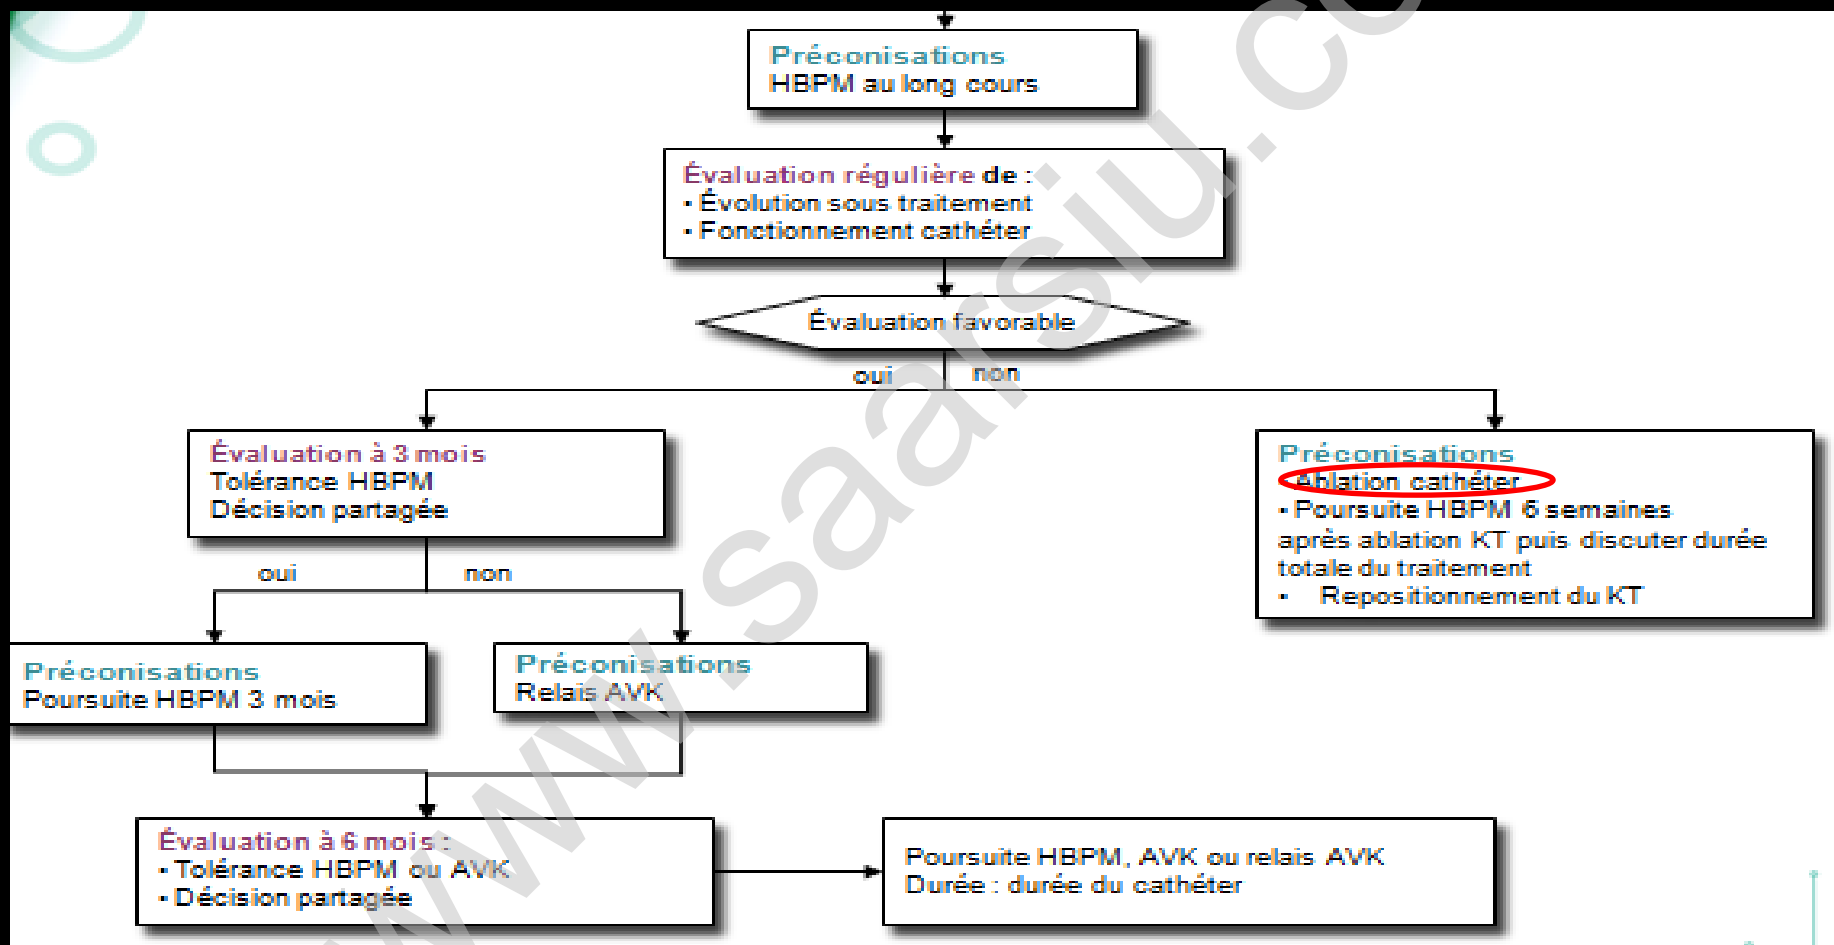 Préconisations
HBPM au long cours
Évaluation régulière de :
• Évolution sous traitement
• Fonctionnement cathéter
Évaluation favorable
oui
non
Évaluation à 3 mois
Tolérance HBPM
Décision partagée
Préconisations
• Ablation cathéter
• Poursuite HBPM 6 semaines
après ablation KT puis discuter durée
totale du traitement
• Repositionnement du KT
oui
non
Préconisations
Poursuite HBPM 3 mois
Préconisations
Relais AVK
Évaluation à 6 mois :
• Tolérance HBPM ou AVK
• Décision partagée
Poursuite HBPM, AVK ou relais AVK
Durée : durée du cathéter
www.saarsiu.co